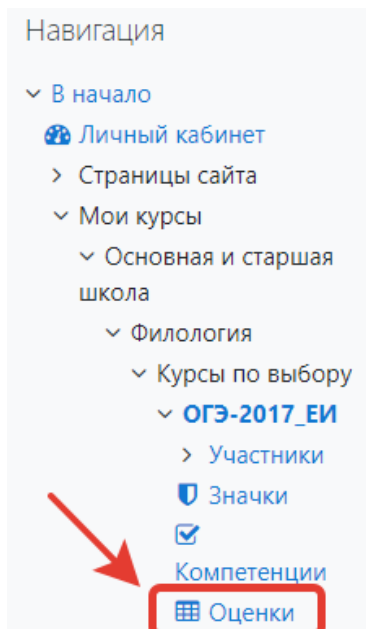 Навигация
В начало
Личный кабинет
Страницы сайта
Мои курсы
Основная и старшая
школа
Филология
Курсы по выбору
ОГЭ-2017_ЕИ
Участники
Значки
Компетенции
Оценки